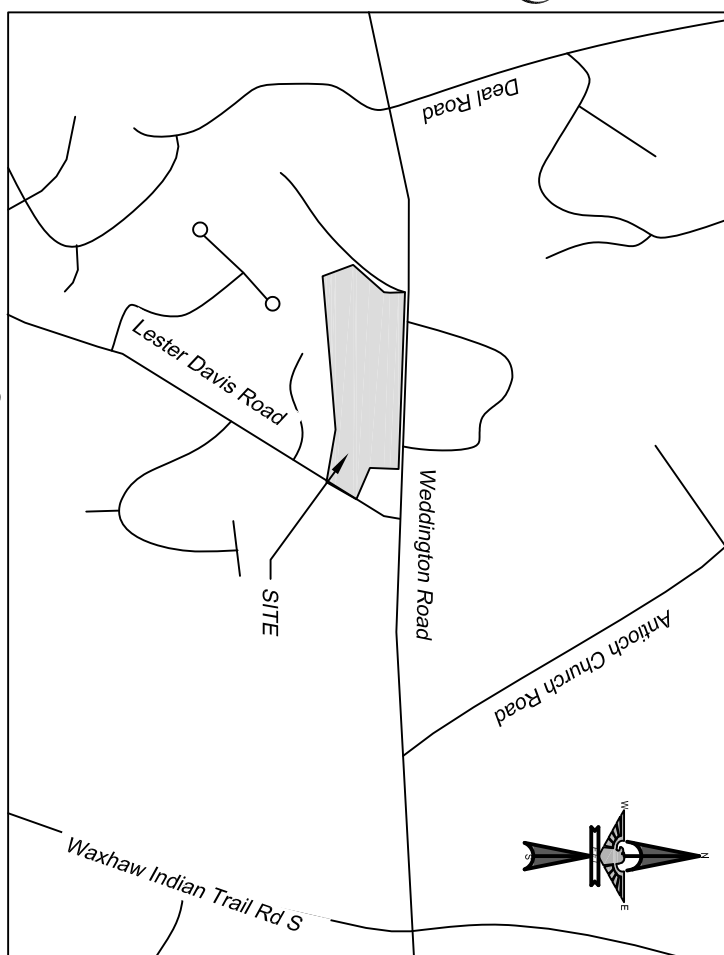 Deal Road
Lester Davis Road
Weddington Road
SITE
Antioch Church Road
Waxhaw Indian Trail Rd S
N
W
E
S